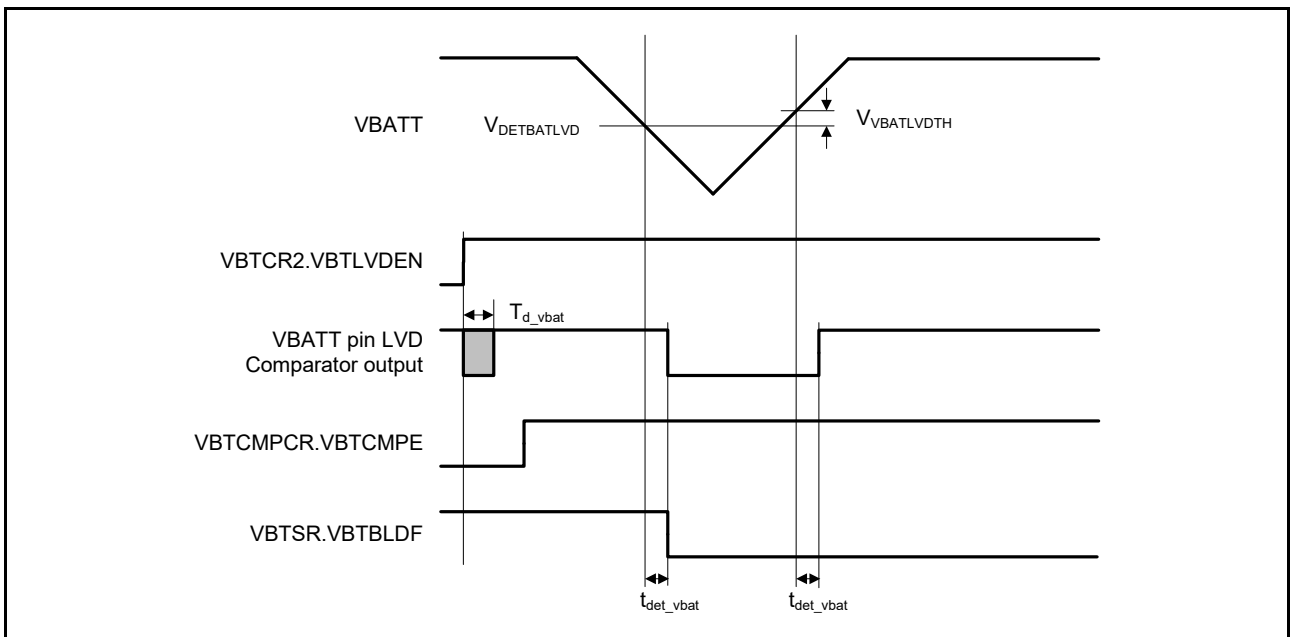 VBATT
VDETBATLVD
VVBATLVDTH
VBTCR2.VBTLVDEN
Td_vbat
VBATT pin LVD
Comparator output
VBTCMPCR.VBTCMPE
VBTSR.VBTBLDF
tdet_vbat
tdet_vbat